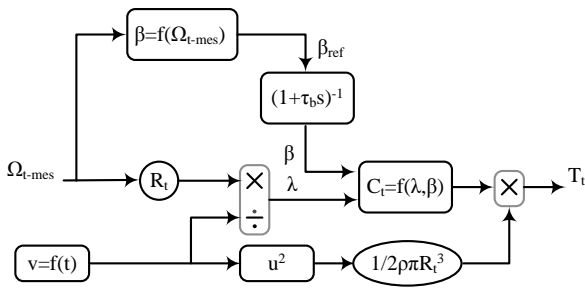 β=f(Ωt-mes)
βref
(1+τbs)-1
β
Ωt-mes
Rt
×
λ
Ct=f(λ,β)
×
Tt
÷
v=f(t)
u2
1/2ρπRt3